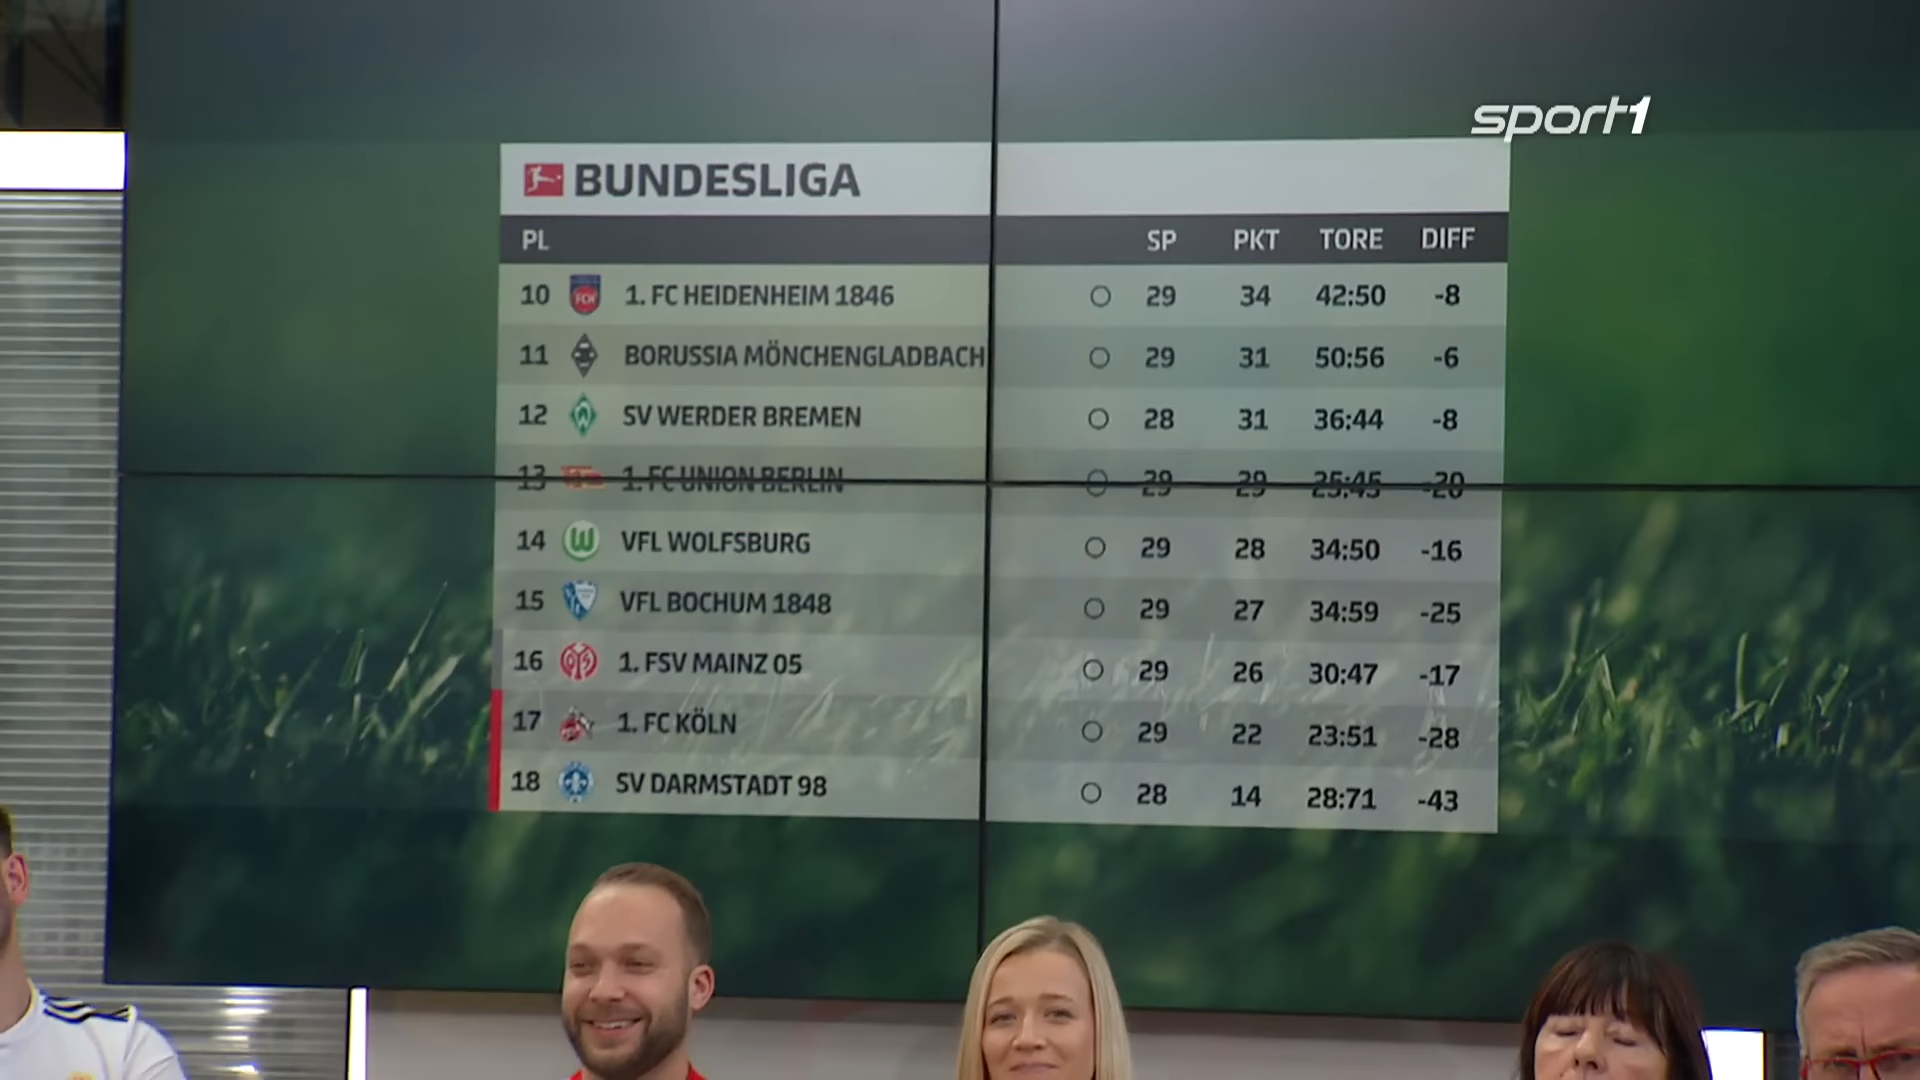 sport1
BUNDESLIGA
PL SP PKT TORE DIFF
10 1. FC HEIDENHEIM 1846 29 34 42:50 -8
11 BORUSSIA MÖNCHENGLADBACH 29 31 50:56 -6
12 SV WERDER BREMEN 28 31 36:44 -8
13 1. FC UNION BERLIN 29 29 25:45 -20
14 VFL WOLFSBURG 29 28 34:50 -16
15 VFL BOCHUM 1848 29 27 34:59 -25
16 1. FSV MAINZ 05 29 26 30:47 -17
17 1. FC KÖLN 29 22 23:51 -28
18 SV DARMSTADT 98 28 14 28:71 -43